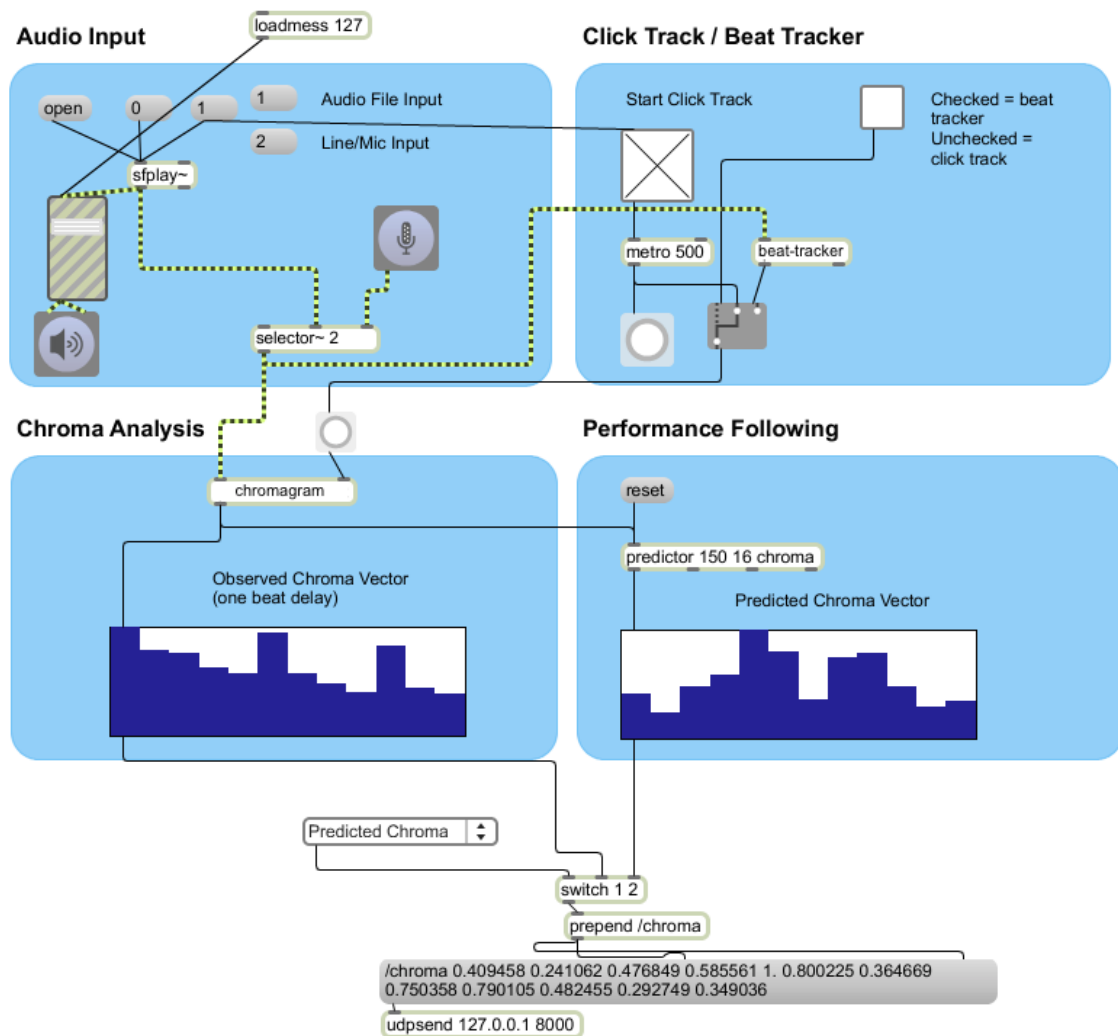 loadmess 127
Audio Input
open
0
1
1
Audio File Input
2
Line/Mic Input
sfplay~
selector~ 2
Click Track / Beat Tracker
Start Click Track
Checked = beat
tracker
Unchecked =
click track
metro 500
beat-tracker
Chroma Analysis
chromagram
Observed Chroma Vector
(one beat delay)
Performance Following
reset
predictor 150 16 chroma
Predicted Chroma Vector
Predicted Chroma
switch 1 2
prepend /chroma
/chroma 0.409458 0.241062 0.476849 0.585561 1. 0.800225 0.364669
0.750358 0.790105 0.482455 0.292749 0.349036
udpsend 127.0.0.1 8000